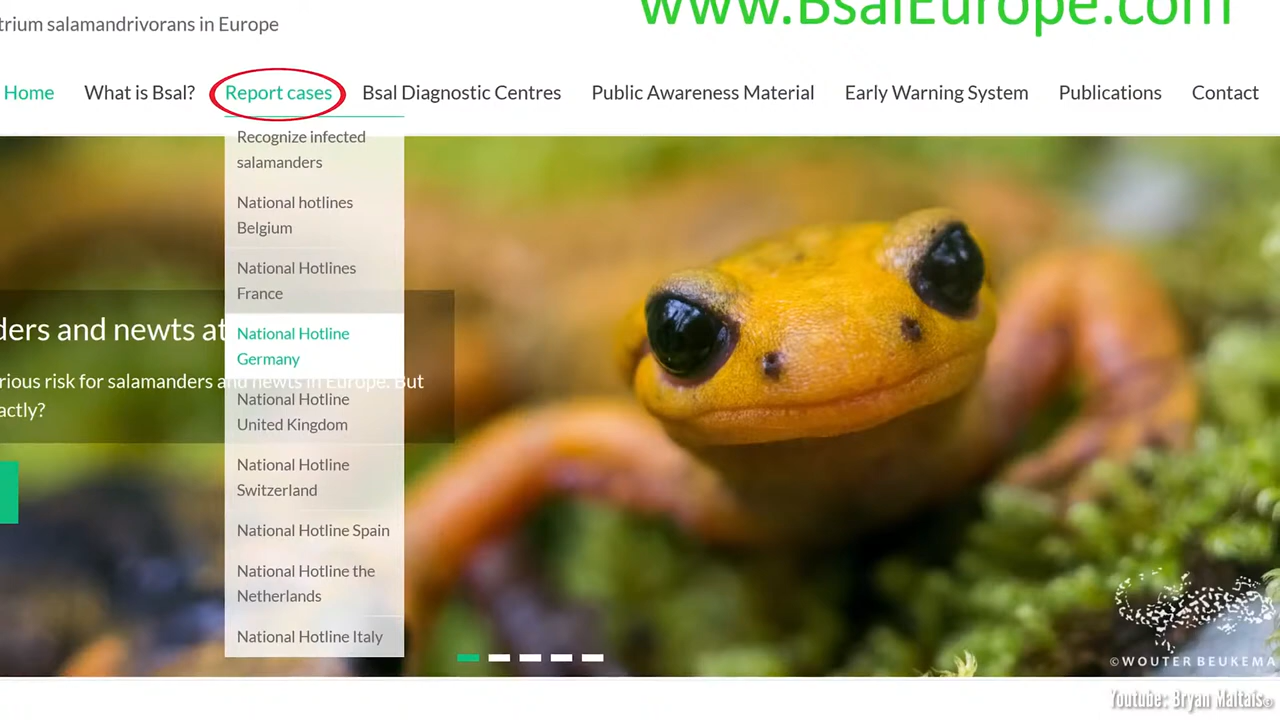 trium salamandrivorans in Europe
www.BsalEurope.com
Home What is Bsal? Report cases Bsal Diagnostic Centres Public Awareness Material Early Warning System Publications Contact
Recognize infected
salamanders
National hotlines
Belgium
National Hotlines
France
ders and newts at
National Hotline
Germany
rious risk for salamanders and newts in Europe. But
actly?
National Hotline
United Kingdom
National Hotline
Switzerland
National Hotline Spain
National Hotline the
Netherlands
National Hotline Italy
©WOUTER BEUKEMA
Youtube: Bryan Maltais©